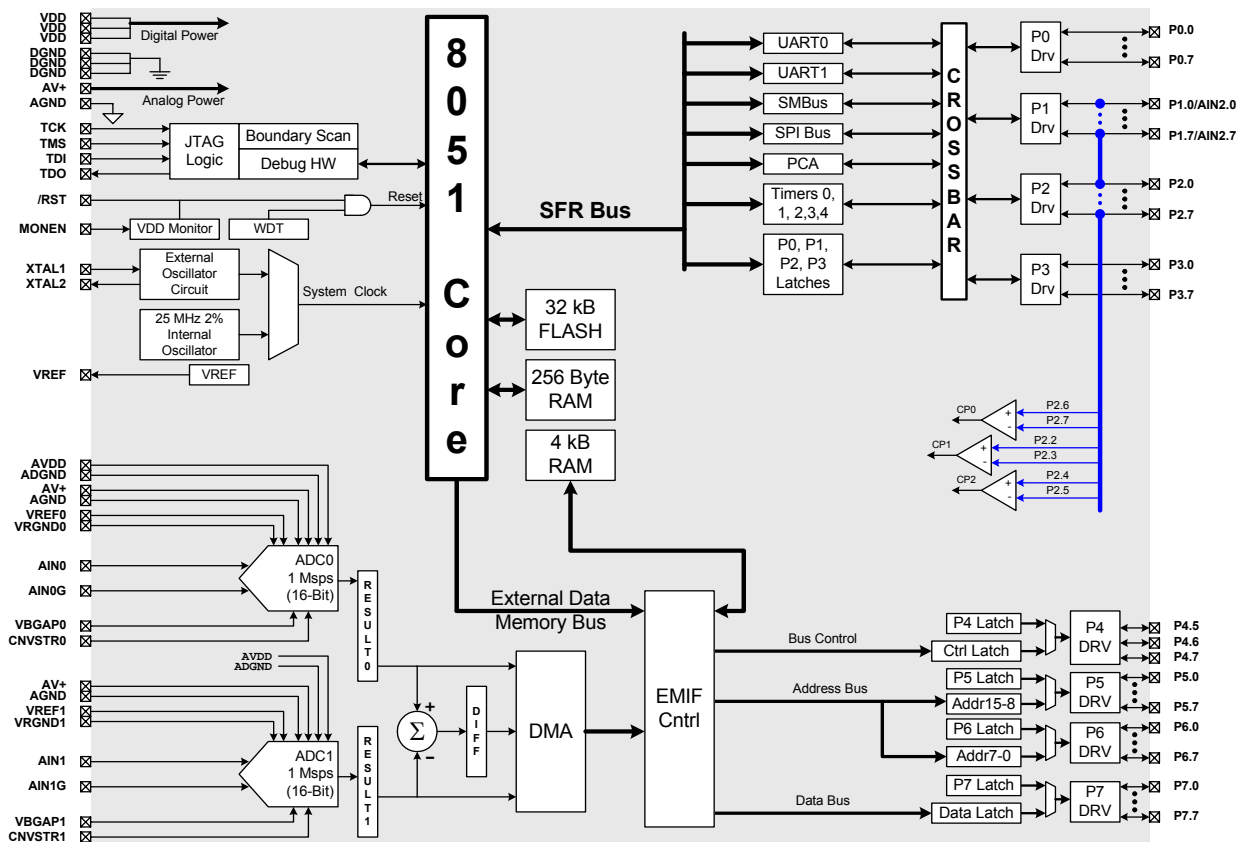 VDD
VDD
VDD
Digital Power
DGND
DGND
DGND
AV+
Analog Power
AGND
TCK
TMS
TDI
TDO
JTAG
Logic
Boundary Scan
Debug HW
/RST
Reset
MONEN
VDD Monitor
WDT
XTAL1
XTAL2
External
Oscillator
Circuit
System Clock
25 MHz 2%
Internal
Oscillator
VREF
VREF
8051 Core
SFR Bus
32 kB
FLASH
256 Byte
RAM
4 kB
RAM
UART0
UART1
SMBus
SPI Bus
PCA
Timers 0,
1, 2,3,4
P0, P1,
P2, P3
Latches
CROSSBAR
P0
Drv
P1
Drv
P2
Drv
P3
Drv
P0.0
P0.7
P1.0/AIN2.0
P1.7/AIN2.7
P2.0
P2.7
P3.0
P3.7
CP0
+
-
P2.6
P2.7
CP1
+
-
P2.2
P2.3
CP2
+
-
P2.4
P2.5
AVDD
ADGND
AV+
AGND
VREF0
VRGND0
AIN0
AIN0G
VBGAP0
CNVSTR0
ADC0
1 Msps
(16-Bit)
RESULT0
AVDD
ADGND
AV+
AGND
VREF1
VRGND1
AIN1
AIN1G
VBGAP1
CNVSTR1
ADC1
1 Msps
(16-Bit)
RESULT1
+
Σ
−
DIFF
DMA
External Data
Memory Bus
EMIF
Cntrl
Bus Control
Address Bus
Data Bus
P4 Latch
Ctrl Latch
P5 Latch
Addr15-8
P6 Latch
Addr7-0
P7 Latch
Data Latch
P4
DRV
P5
DRV
P6
DRV
P7
DRV
P4.5
P4.6
P4.7
P5.0
P5.7
P6.0
P6.7
P7.0
P7.7